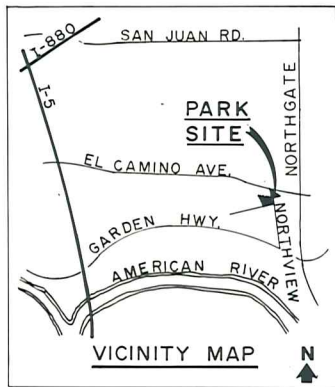 SAN JUAN RD.
I-880
I-5
PARK
SITE
NORTHGATE
EL CAMINO AVE.
GARDEN HWY.
NORTHVIEW
AMERICAN RIVER
VICINITY MAP
N